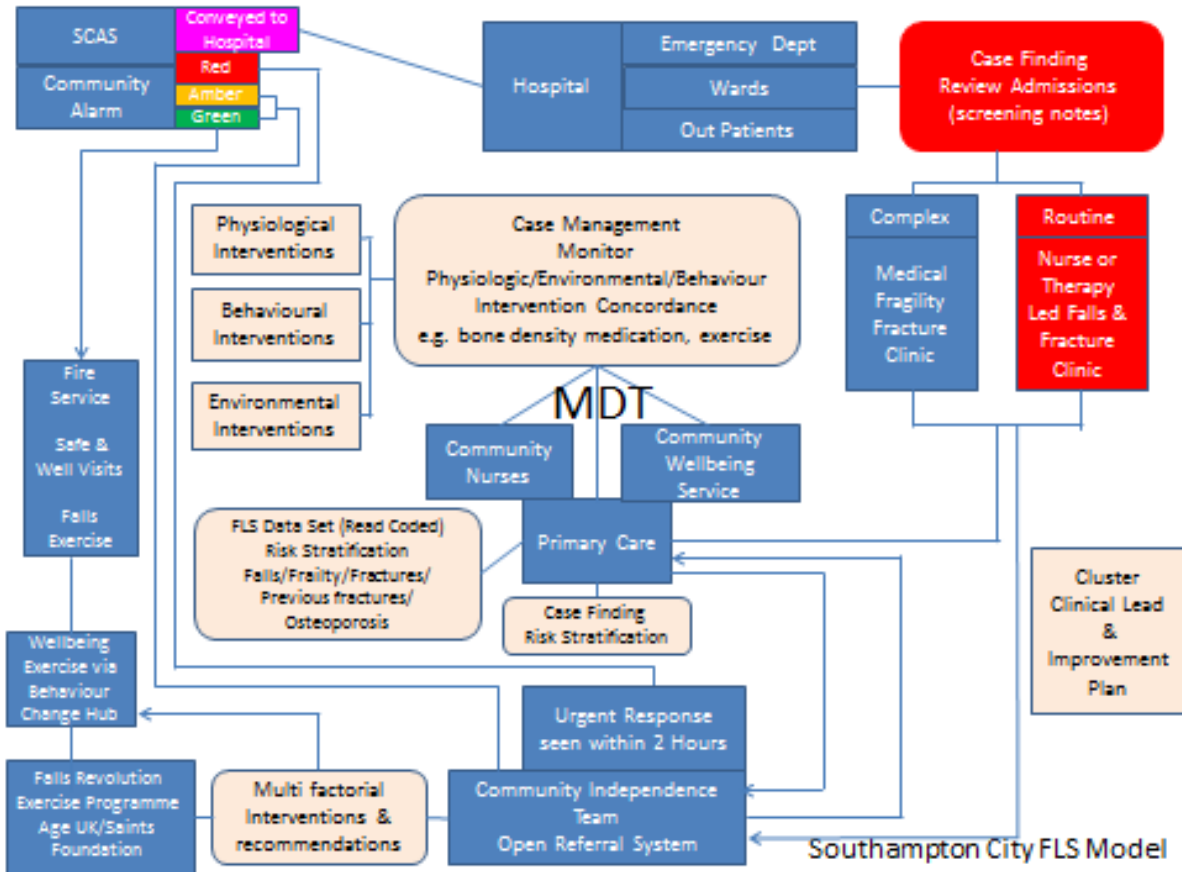 SCAS
Conveyed to
Hospital
Red
Community
Alarm
Amber
Green
Hospital
Emergency Dept
Wards
Out Patients
Case Finding
Review Admissions
(screening notes)
Physiological
Interventions
Behavioural
Interventions
Environmental
Interventions
Case Management
Monitor
Physiologic/Environmental/Behaviour
Intervention Concordance
e.g. bone density medication, exercise
Complex
Medical
Fragility
Fracture
Clinic
Routine
Nurse or
Therapy
Led Falls &
Fracture
Clinic
MDT
Fire
Service
Safe &
Well Visits
Falls
Exercise
Community
Nurses
Community
Wellbeing
Service
FLS Data Set (Read Coded)
Risk Stratification
Falls/Frailty/Fractures/
Previous fractures/
Osteoporosis
Primary Care
Case Finding
Risk Stratification
Cluster
Clinical Lead
&
Improvement
Plan
Wellbeing
Exercise via
Behaviour
Change Hub
Urgent Response
seen within 2 Hours
Falls Revolution
Exercise Programme
Age UK/Saints
Foundation
Multi factorial
Interventions &
recommendations
Community Independence
Team
Open Referral System
Southampton City FLS Model